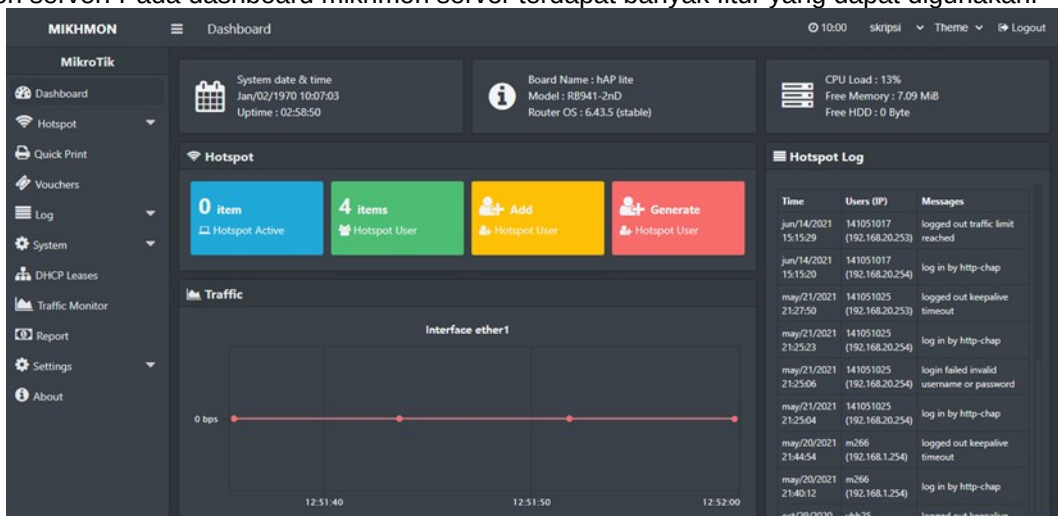 server. Pada dashboard mikhmon server terdapat banyak fitur yang dapat digunakan.
MIKHMON
Dashboard
10:00
skripsi
Theme
Logout
MikroTik
Dashboard
Hotspot
Quick Print
Vouchers
Log
System
DHCP Leases
Traffic Monitor
Report
Settings
About
System date & time
Jan/02/1970 10:07:03
Uptime : 02:58:50
Board Name : hAP lite
Model : RB941-2nD
Router OS : 6.43.5 (stable)
CPU Load : 13%
Free Memory : 7.09 MiB
Free HDD : 0 Byte
Hotspot
0 item
Hotspot Active
4 items
Hotspot User
Add
Hotspot User
Generate
Hotspot User
Traffic
Interface ether1
0 bps
12:51:40
12:51:50
12:52:00
Hotspot Log
Time Users (IP) Messages
jun/14/2021 141051017 logged out traffic limit
15:15:29 (192.168.20.253) reached
jun/14/2021 141051017 log in by http-chap
15:15:20 (192.168.20.254)
may/21/2021 141051025 logged out keepalive
21:27:50 (192.168.20.253) timeout
may/21/2021 141051025 log in by http-chap
21:25:23 (192.168.20.254)
may/21/2021 141051025 login failed invalid
21:25:06 (192.168.20.254) username or password
may/21/2021 141051025 log in by http-chap
21:25:04 (192.168.20.254)
may/20/2021 m266 logged out keepalive
21:44:54 (192.168.1.254) timeout
may/20/2021 m266 log in by http-chap
21:40:12 (192.168.1.254)